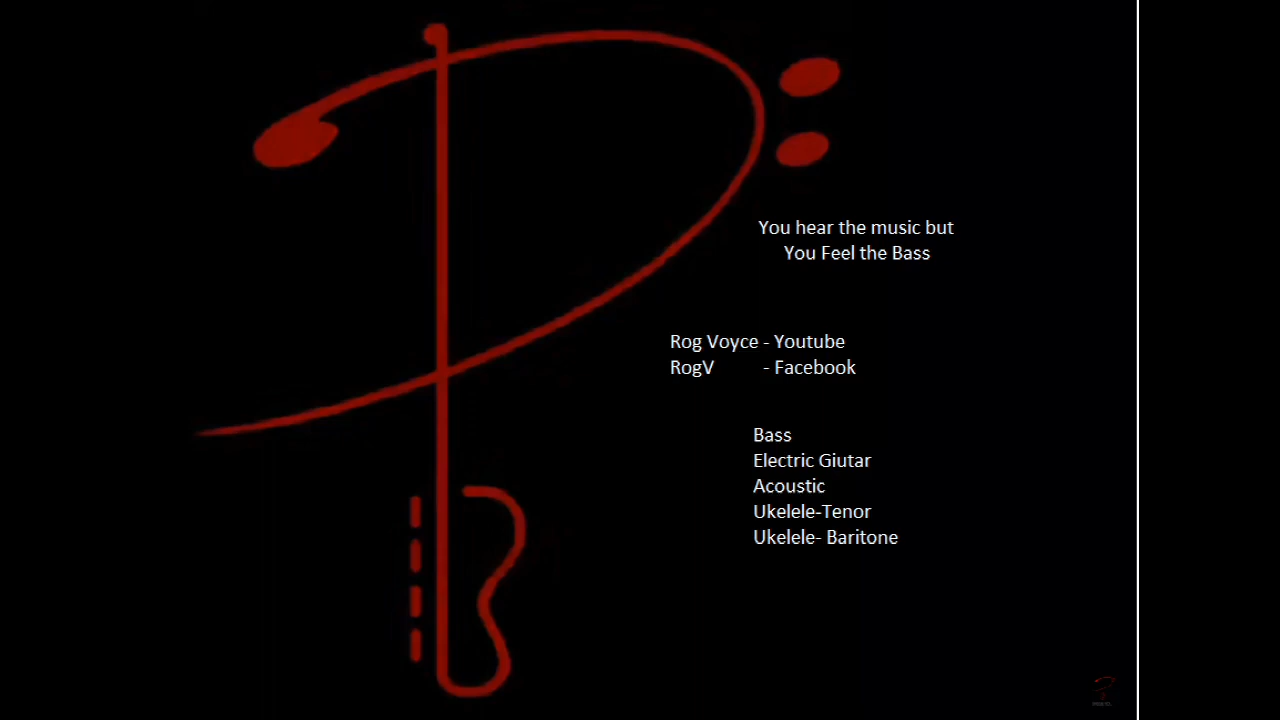 You hear the music but
You Feel the Bass
Rog Voyce - Youtube
RogV - Facebook
Bass
Electric Giutar
Acoustic
Ukelele-Tenor
Ukelele- Baritone